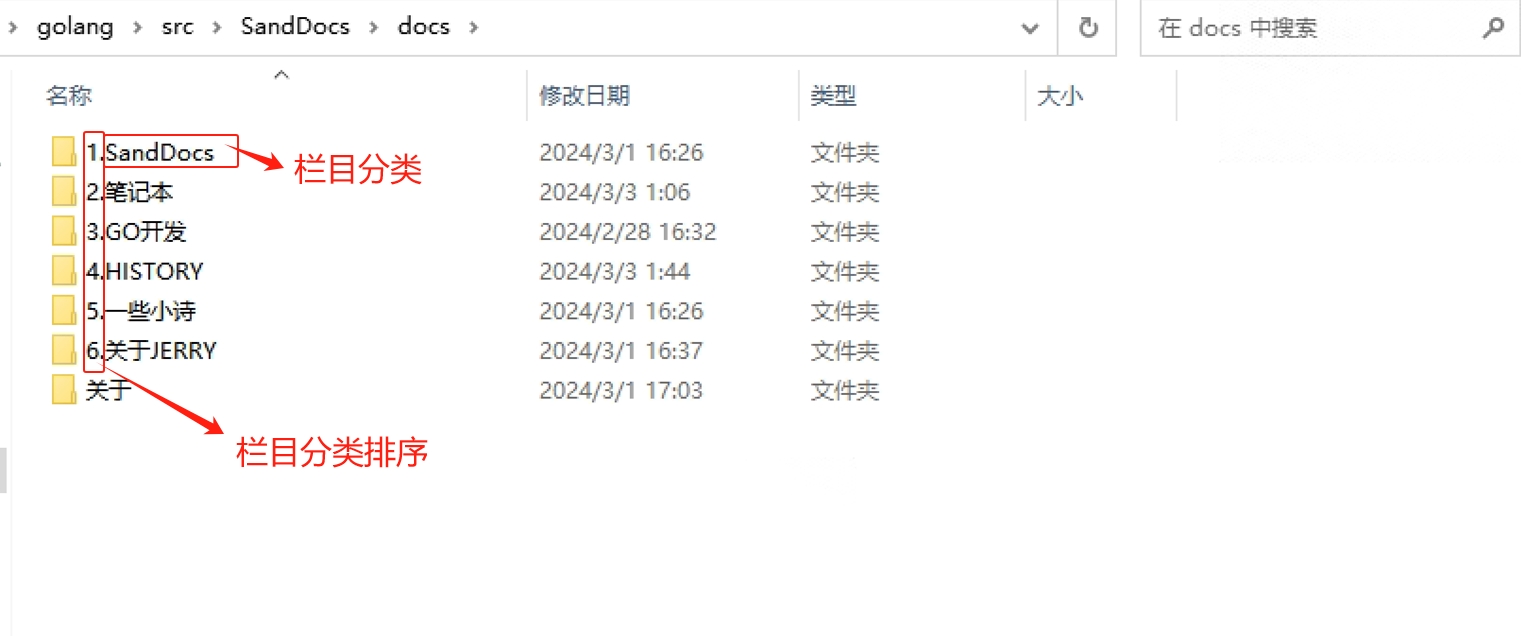 golang > src > SandDocs > docs >
在 docs 中搜索
名称 修改日期 类型 大小
1.SandDocs 2024/3/1 16:26 文件夹
栏目分类
2.笔记本 2024/3/3 1:06 文件夹
3.GO开发 2024/2/28 16:32 文件夹
4.HISTORY 2024/3/3 1:44 文件夹
5.一些小诗 2024/3/1 16:26 文件夹
6.关于JERRY 2024/3/1 16:37 文件夹
关于 2024/3/1 17:03 文件夹
栏目分类排序